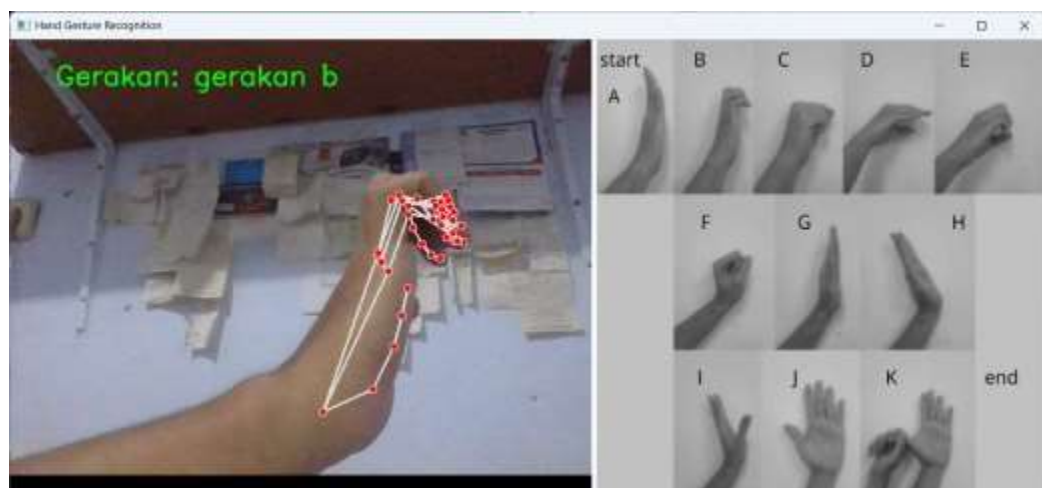 Hand Gesture Recognition
Gerakan: gerakan b
start
A
B
C
D
E
F
G
H
I
J
K
end